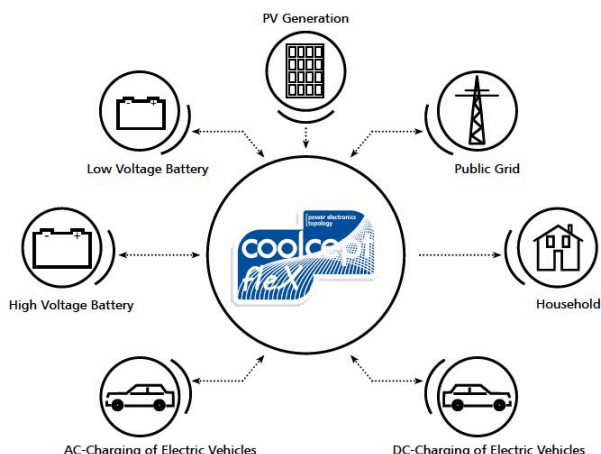 PV Generation
Low Voltage Battery
Public Grid
power electronics
topology
coolcept
fleX
High Voltage Battery
Household
AC-Charging of Electric Vehicles
DC-Charging of Electric Vehicles